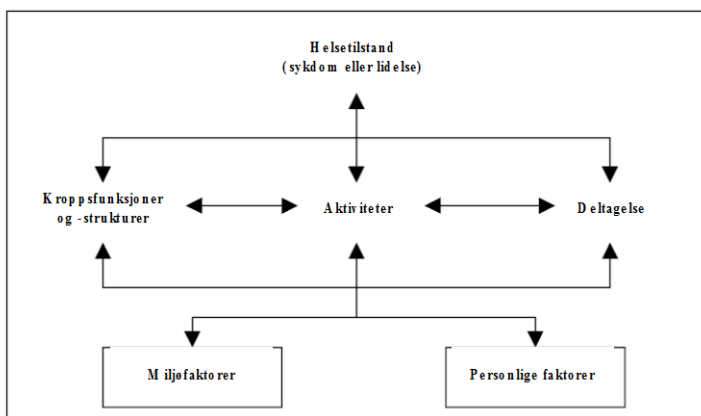 Helsetilstand
(sykdom eller lidelse)
Kroppsfunksjoner
og -strukturer
Aktiviteter
Deltagelse
Miljøfaktorer
Personlige faktorer